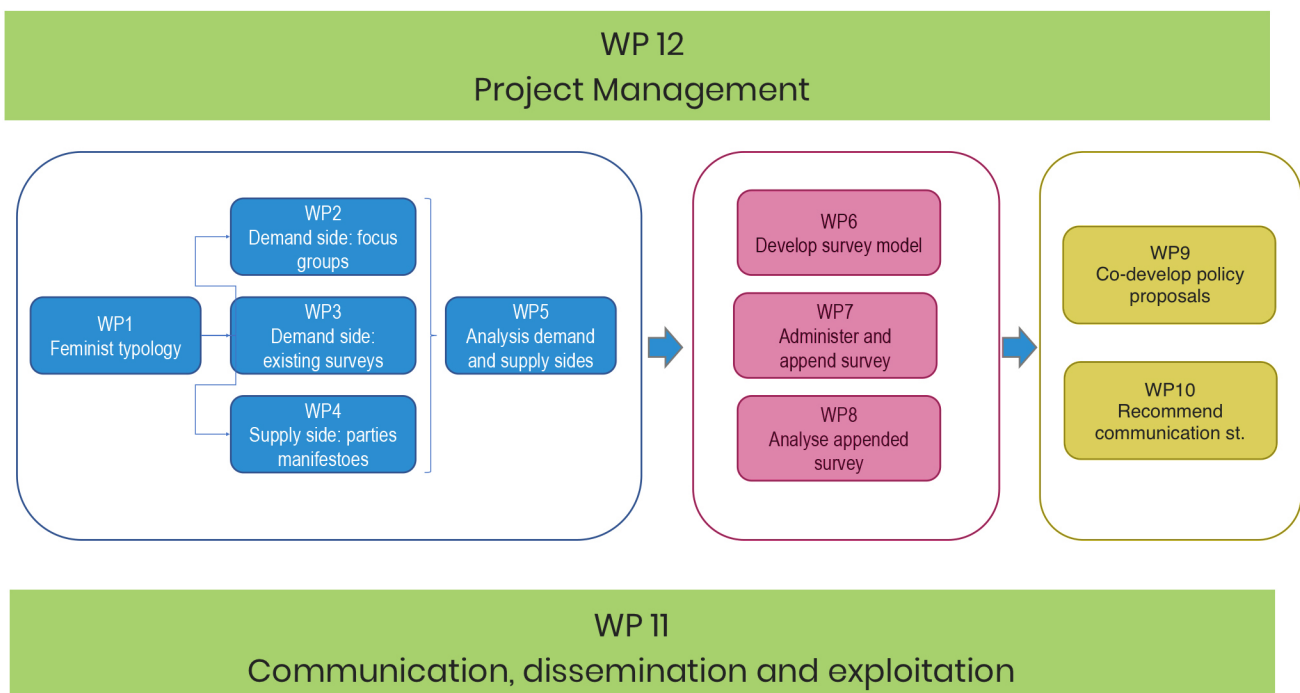 WP 12
Project Management
WP1
Feminist typology
WP2
Demand side: focus
groups
WP3
Demand side:
existing surveys
WP4
Supply side: parties
manifestoes
WP5
Analysis demand
and supply sides
WP6
Develop survey model
WP7
Administer and
append survey
WP8
Analyse appended
survey
WP9
Co-develop policy
proposals
WP10
Recommend
communication st.
WP 11
Communication, dissemination and exploitation